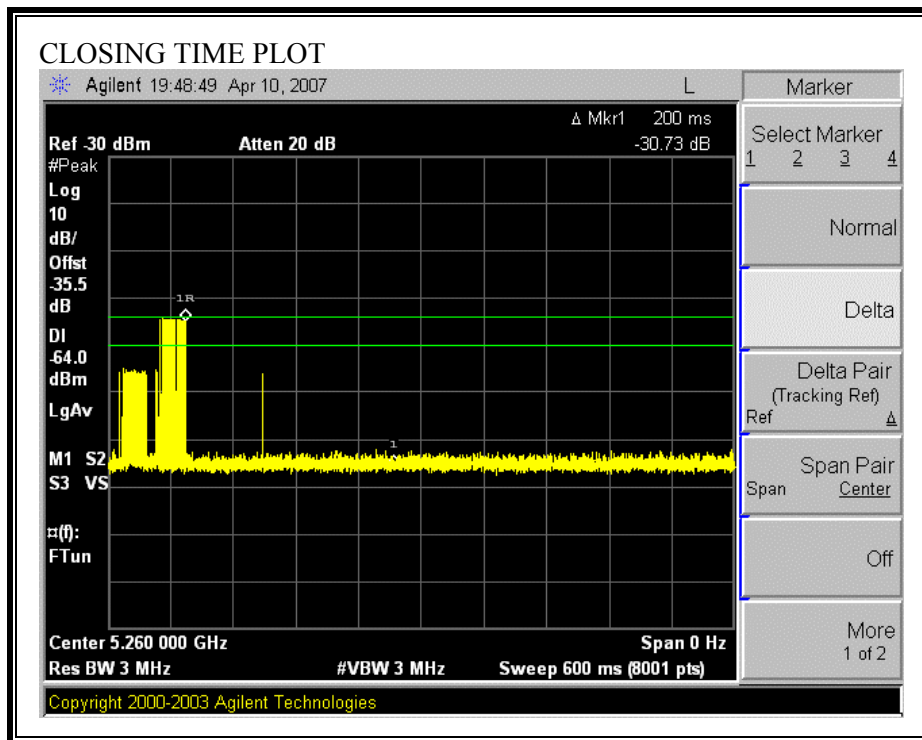 CLOSING TIME PLOT
Agilent 19:48:49 Apr 10, 2007 L
Δ Mkr1 200 ms
Ref -30 dBm Atten 20 dB -30.73 dB
#Peak
Log
10
dB/
Offst
-35.5
dB
DI
-64.0
dBm
LgAv
M1 S2
S3 VS
¤(f):
FTun
1R
1
Center 5.260 000 GHz Span 0 Hz
Res BW 3 MHz #VBW 3 MHz Sweep 600 ms (8001 pts)
Copyright 2000-2003 Agilent Technologies
Marker
Select Marker
1 2 3 4
Normal
Delta
Delta Pair
(Tracking Ref)
Ref Δ
Span Pair
Span Center
Off
More
1 of 2